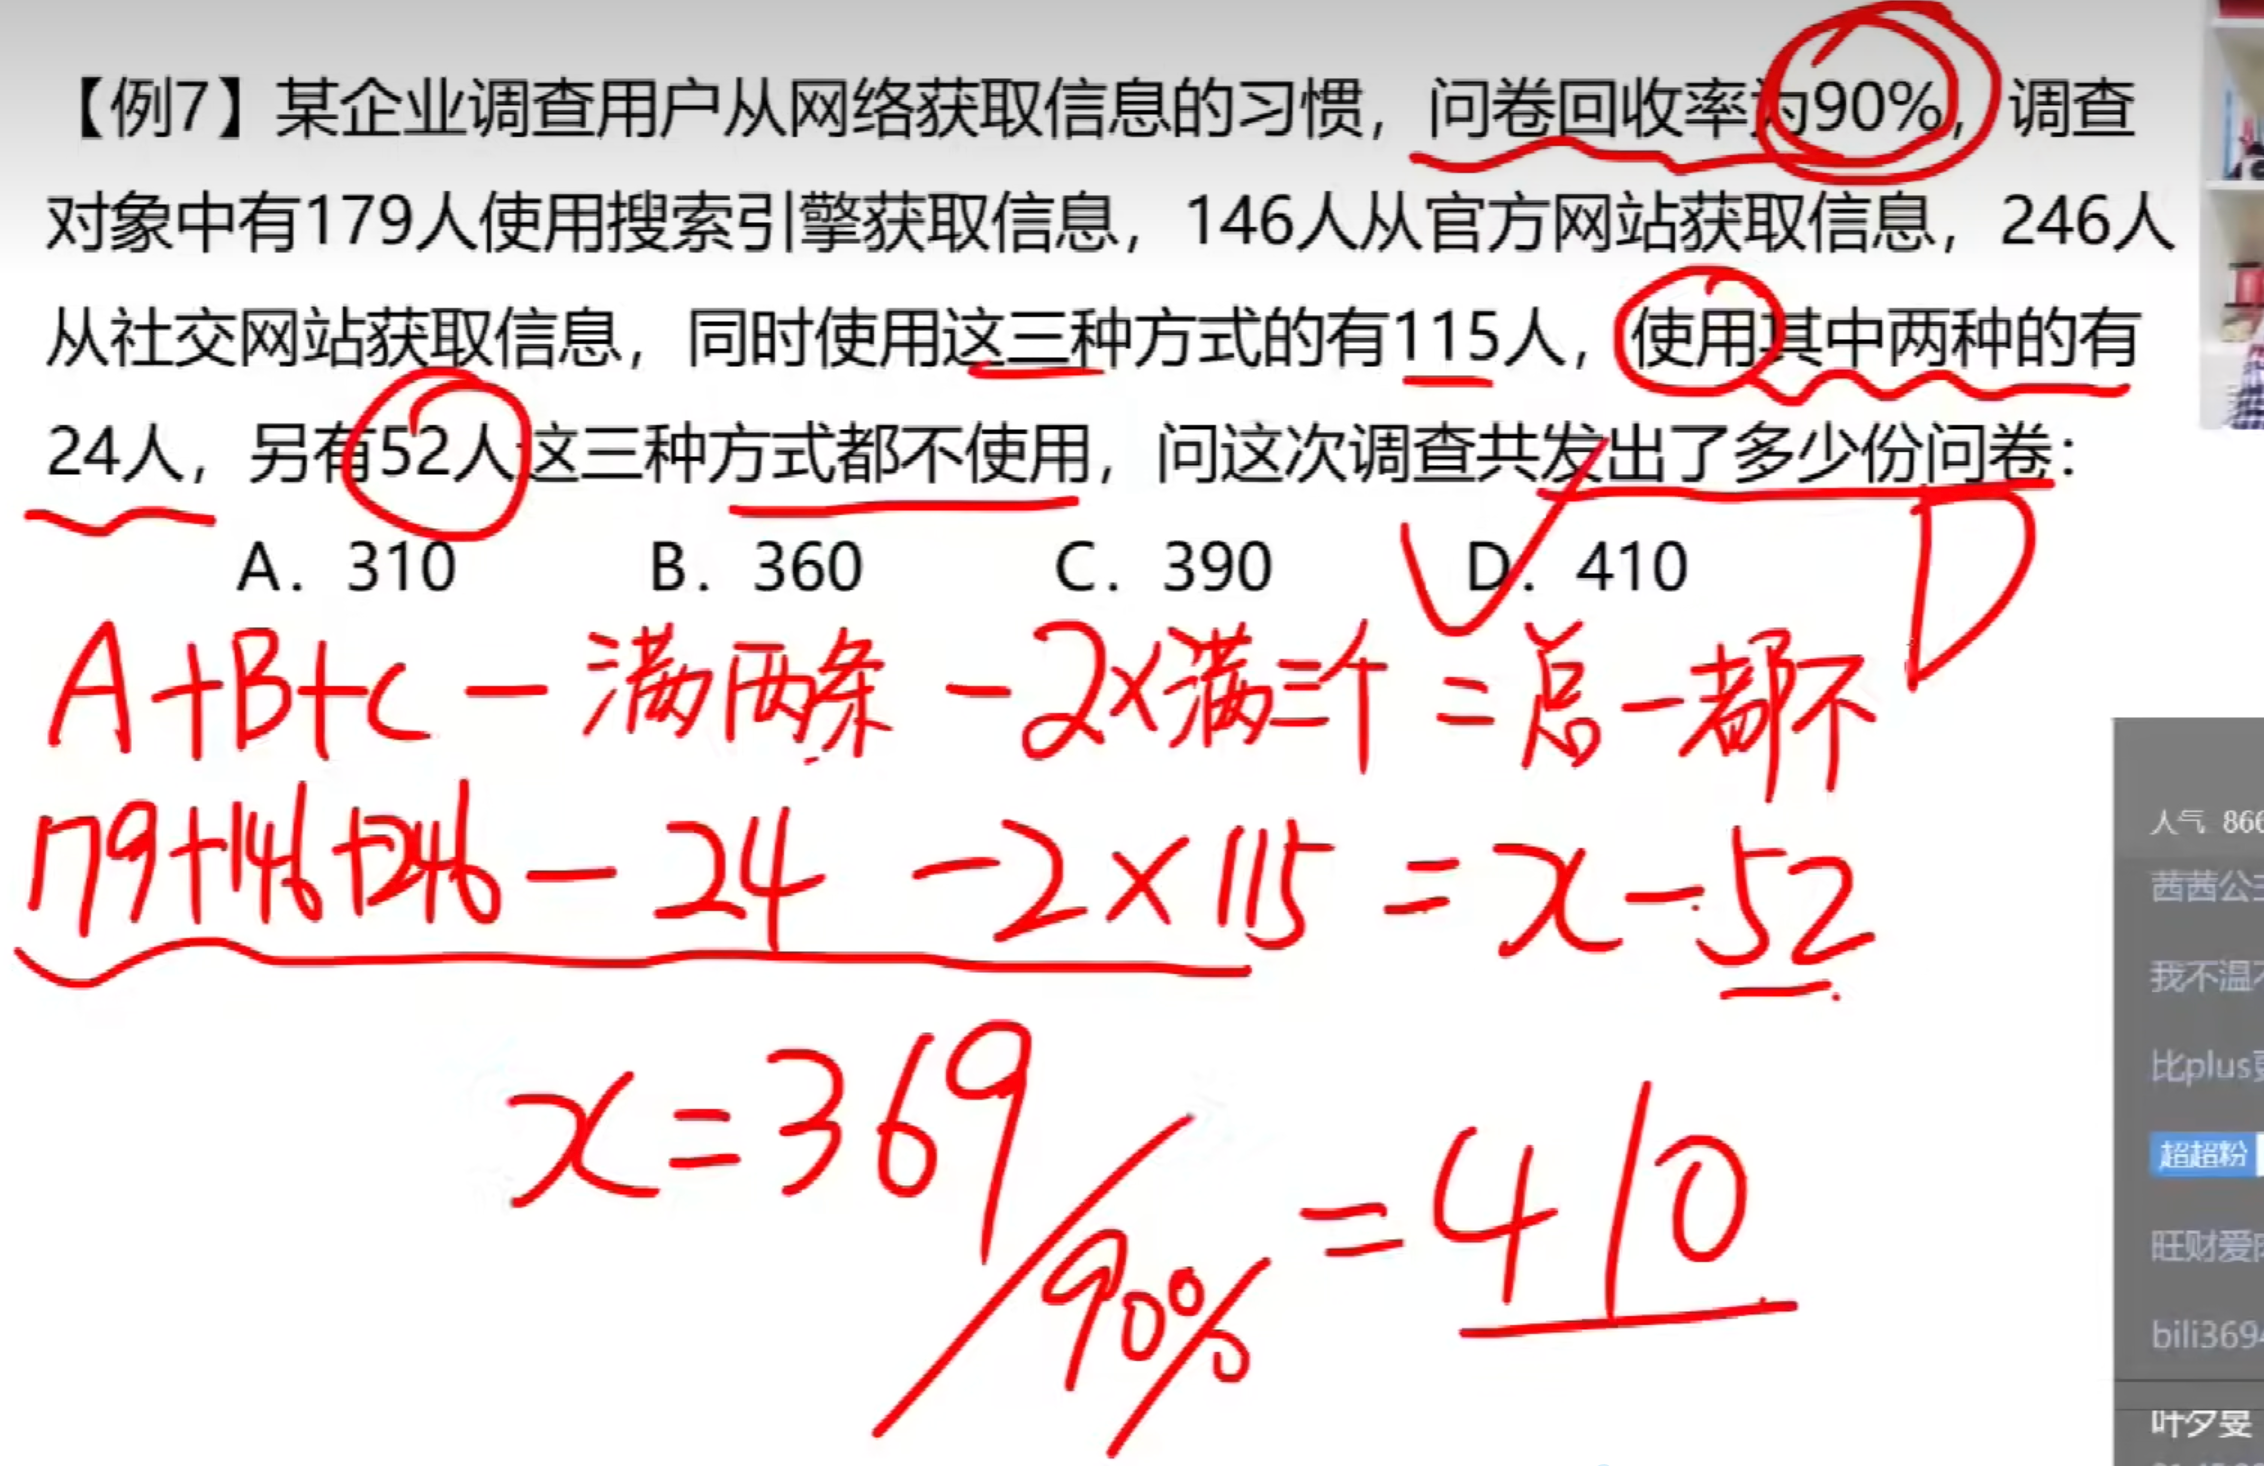 【例7】某企业调查用户从网络获取信息的习惯，问卷回收率为90%，调查
对象中有179人使用搜索引擎获取信息，146人从官方网站获取信息，246人
从社交网站获取信息，同时使用这三种方式的有115人，使用其中两种的有
24人，另有52人这三种方式都不使用，问这次调查共发出了多少份问卷：
A．310 B．360 C．390 D．410
D
A+B+C－满两条－2×满三个＝总－都不
179+146+246－24－2×115＝x－52
x＝369/90%＝410
人气 866
茜茜公
我不温
比plus
超超粉
旺财爱
bili369
叶夕旻